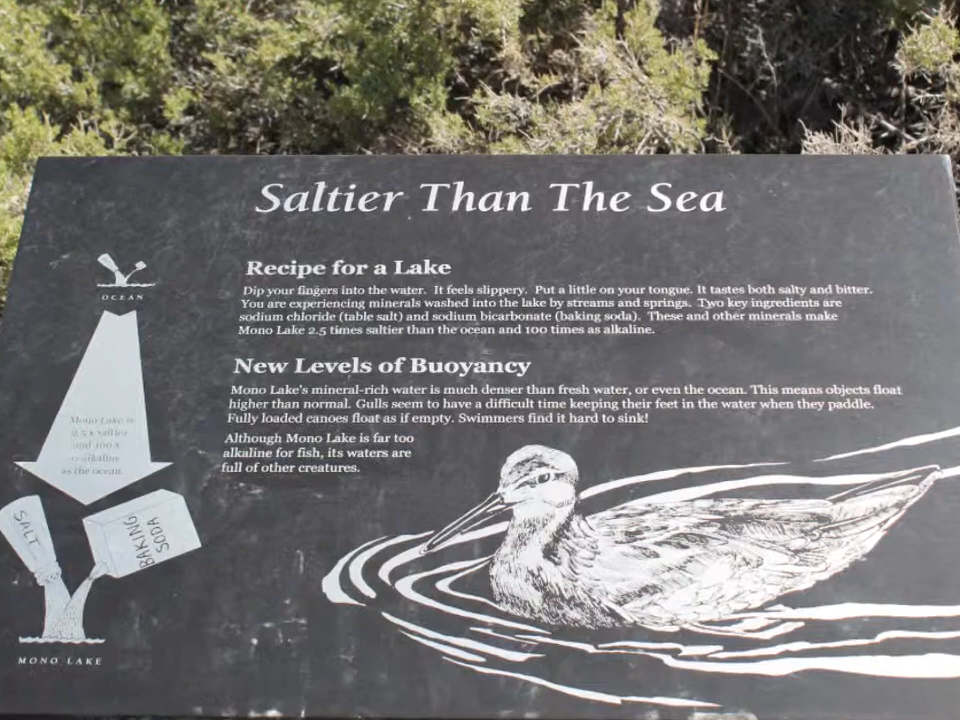 Saltier Than The Sea
Recipe for a Lake
Dip your fingers into the water. It feels slippery. Put a little on your tongue. It tastes both salty and bitter.
You are experiencing minerals washed into the lake by streams and springs. Two key ingredients are
sodium chloride (table salt) and sodium bicarbonate (baking soda). These and other minerals make
Mono Lake 2.5 times saltier than the ocean and 100 times as alkaline.
New Levels of Buoyancy
Mono Lake's mineral-rich water is much denser than fresh water, or even the ocean. This means objects float
higher than normal. Gulls seem to have a difficult time keeping their feet in the water when they paddle.
Fully loaded canoes float as if empty. Swimmers find it hard to sink!
Although Mono Lake is far too
alkaline for fish, its waters are
full of other creatures.
OCEAN
Mono Lake is
2.5 x saltier
and 100 x
as alkaline
as the ocean.
SALT
BAKING
SODA
MONO LAKE